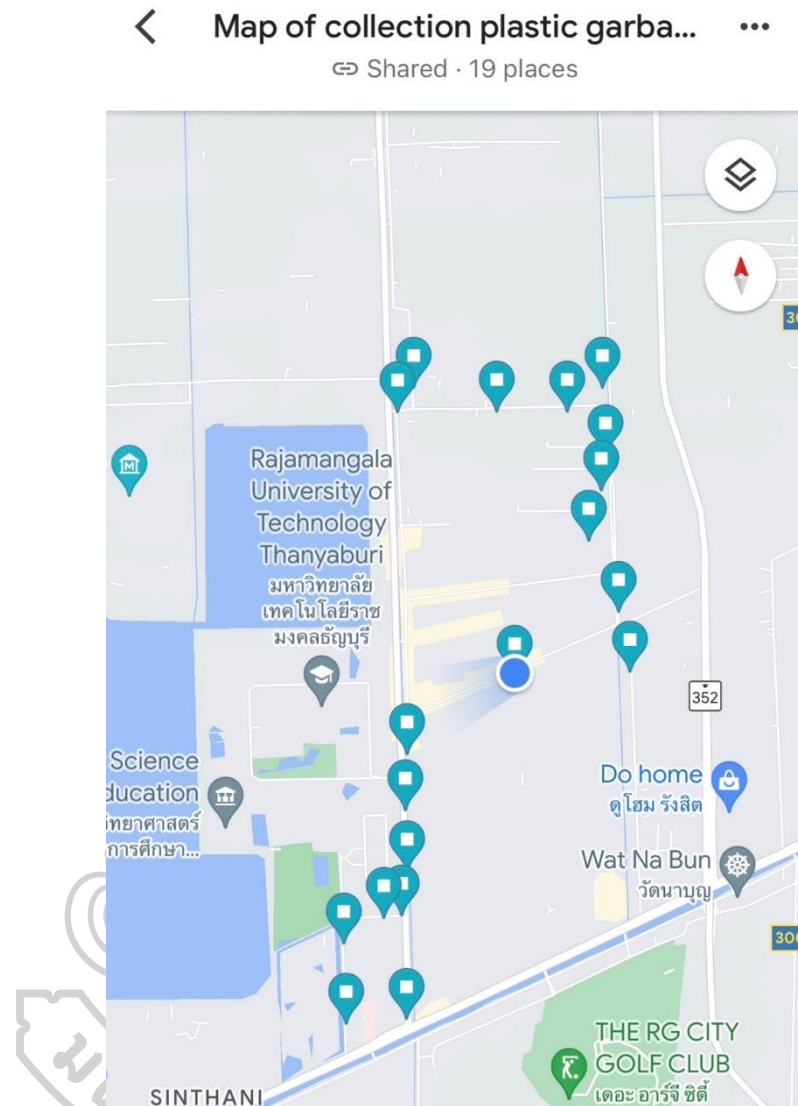 Map of collection plastic garba...
Shared · 19 places
Rajamangala
University of
Technology
Thanyaburi
มหาวิทยาลัย
เทคโนโลยีราช
มงคลธัญบุรี
352
Science
ducation
ทยาศาสตร์
การศึกษา...
Do home
ดูโฮม รังสิต
Wat Na Bun
วัดนาบุญ
THE RG CITY
GOLF CLUB
เดอะ อาร์จี ซิตี้
SINTHANI